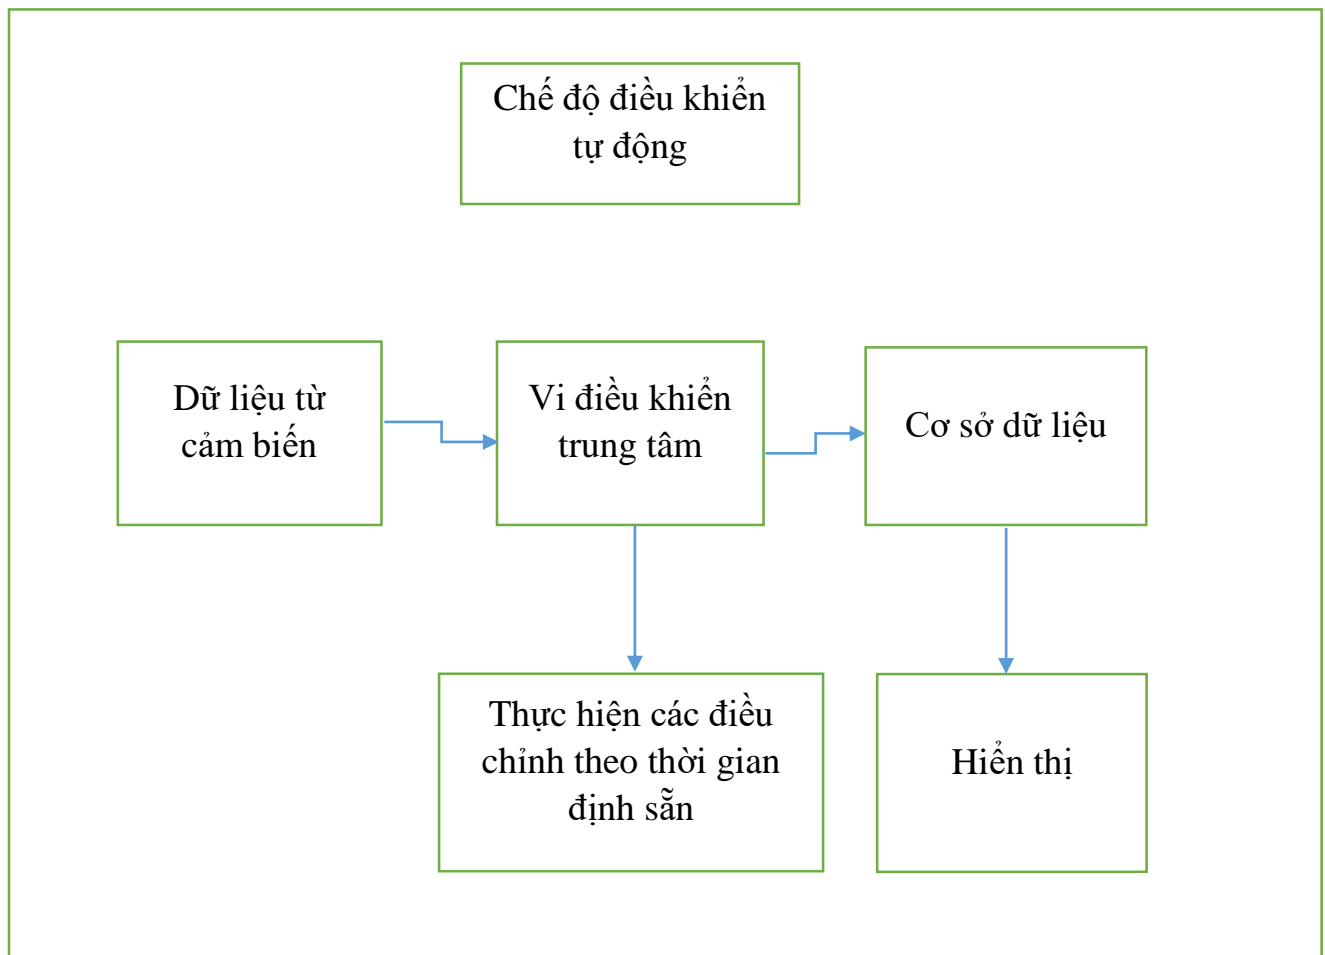 Chế độ điều khiển
tự động
Dữ liệu từ
cảm biến
Vi điều khiển
trung tâm
Cơ sở dữ liệu
Thực hiện các điều
chỉnh theo thời gian
định sẵn
Hiển thị